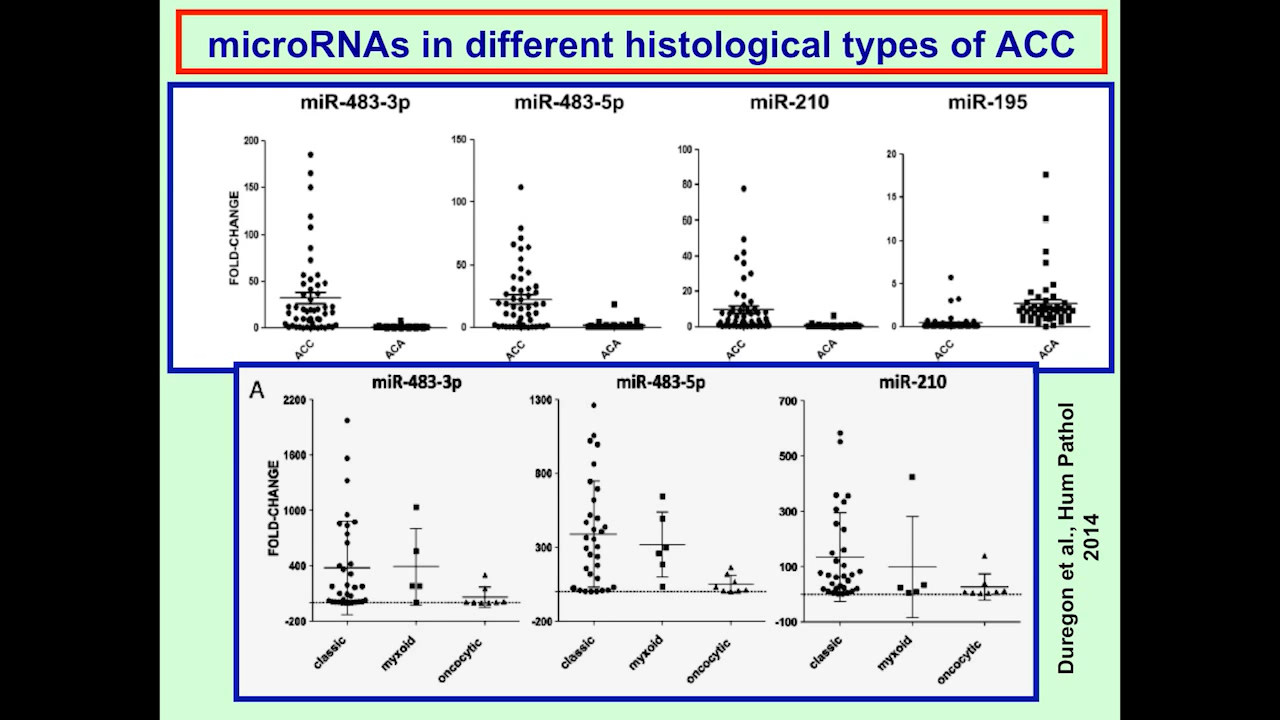 microRNAs in different histological types of ACC
miR-483-3p
miR-483-5p
miR-210
miR-195
FOLD-CHANGE
200
150
100
50
0
ACC
ACA
150
100
50
0
ACC
ACA
100
80
60
40
20
0
ACC
ACA
20
15
10
5
0
ACC
ACA
A
miR-483-3p
miR-483-5p
miR-210
FOLD-CHANGE
2200
1600
1000
400
-200
classic
myxoid
oncocytic
1300
800
300
-200
classic
myxoid
oncocytic
700
500
300
100
-100
classic
myxoid
oncocytic
Duregon et al., Hum Pathol
2014